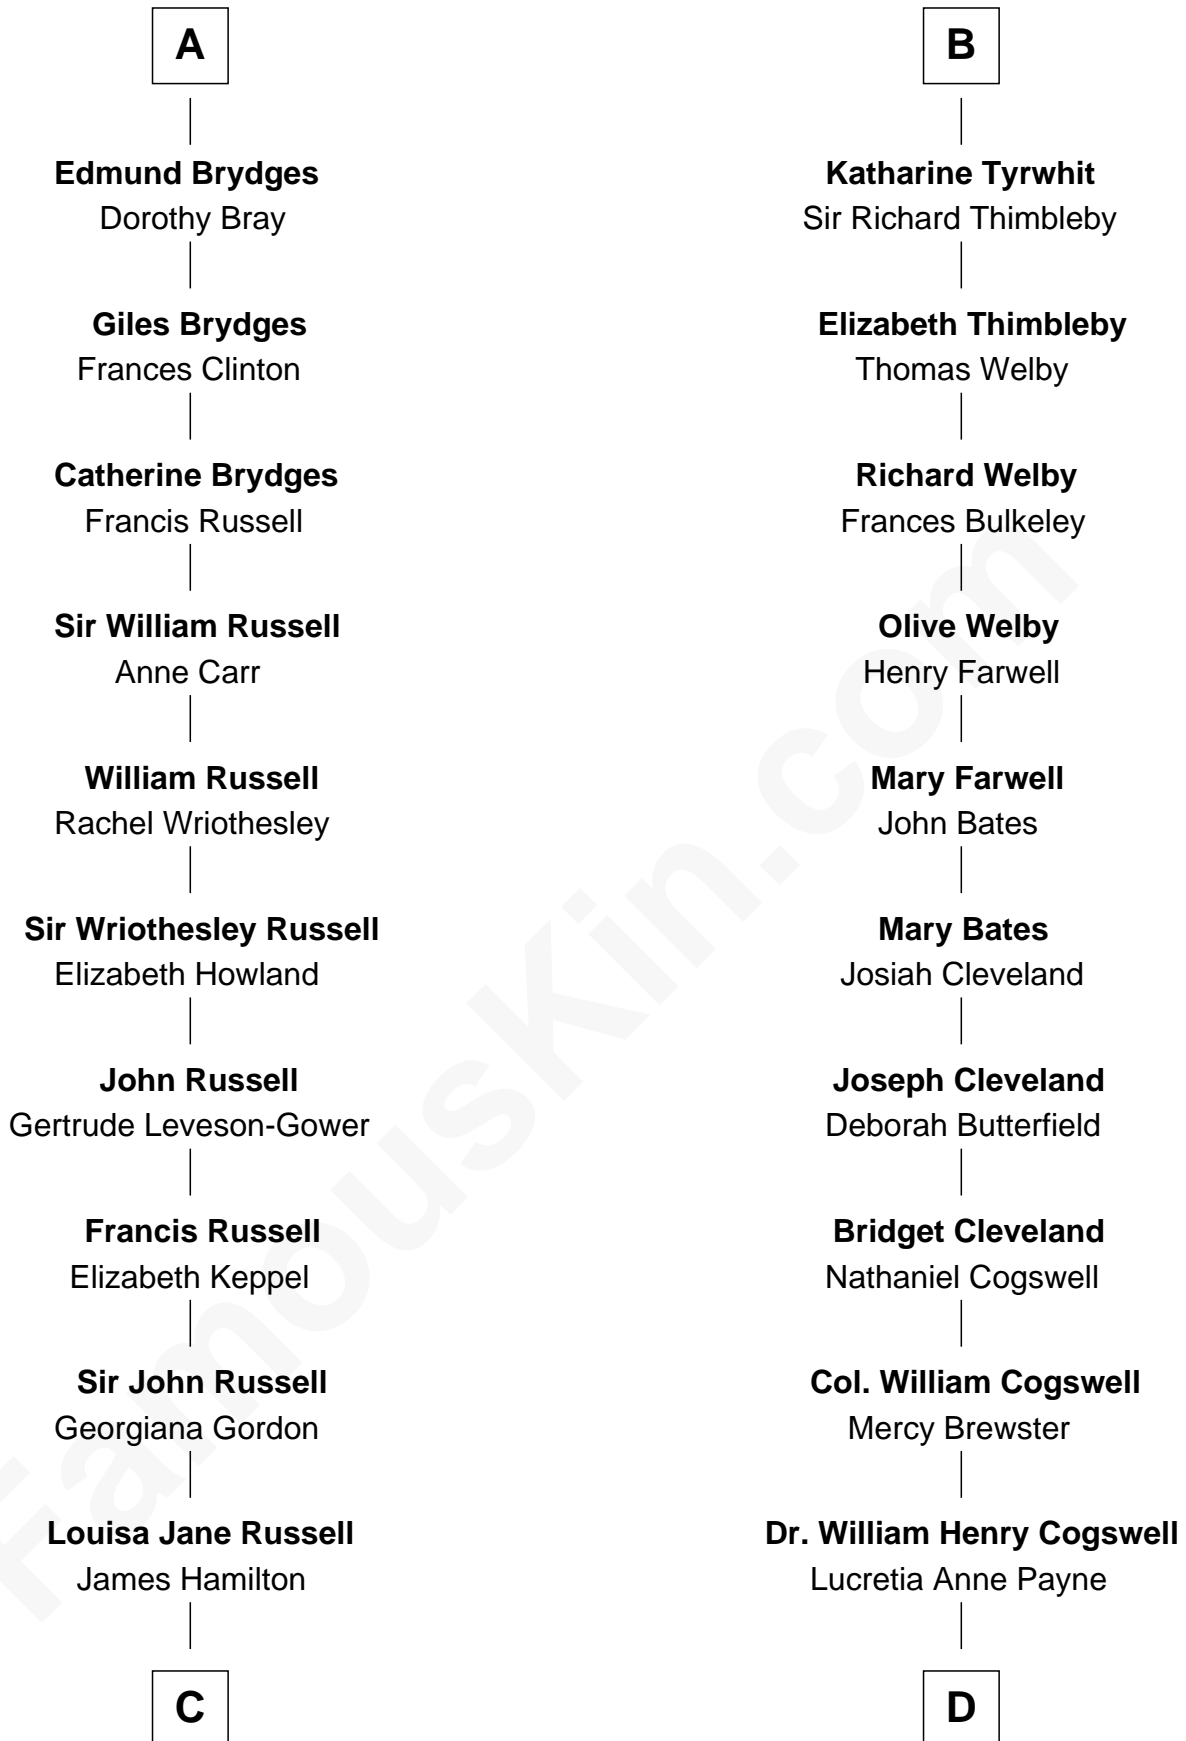 A
Edmund Brydges
Dorothy Bray
Giles Brydges
Frances Clinton
Catherine Brydges
Francis Russell
Sir William Russell
Anne Carr
William Russell
Rachel Wriothesley
Sir Wriothesley Russell
Elizabeth Howland
John Russell
Gertrude Leveson-Gower
Francis Russell
Elizabeth Keppel
Sir John Russell
Georgiana Gordon
Louisa Jane Russell
James Hamilton
C
B
Katharine Tyrwhit
Sir Richard Thimbleby
Elizabeth Thimbleby
Thomas Welby
Richard Welby
Frances Bulkeley
Olive Welby
Henry Farwell
Mary Farwell
John Bates
Mary Bates
Josiah Cleveland
Joseph Cleveland
Deborah Butterfield
Bridget Cleveland
Nathaniel Cogswell
Col. William Cogswell
Mercy Brewster
Dr. William Henry Cogswell
Lucretia Anne Payne
D
FamousKin.com